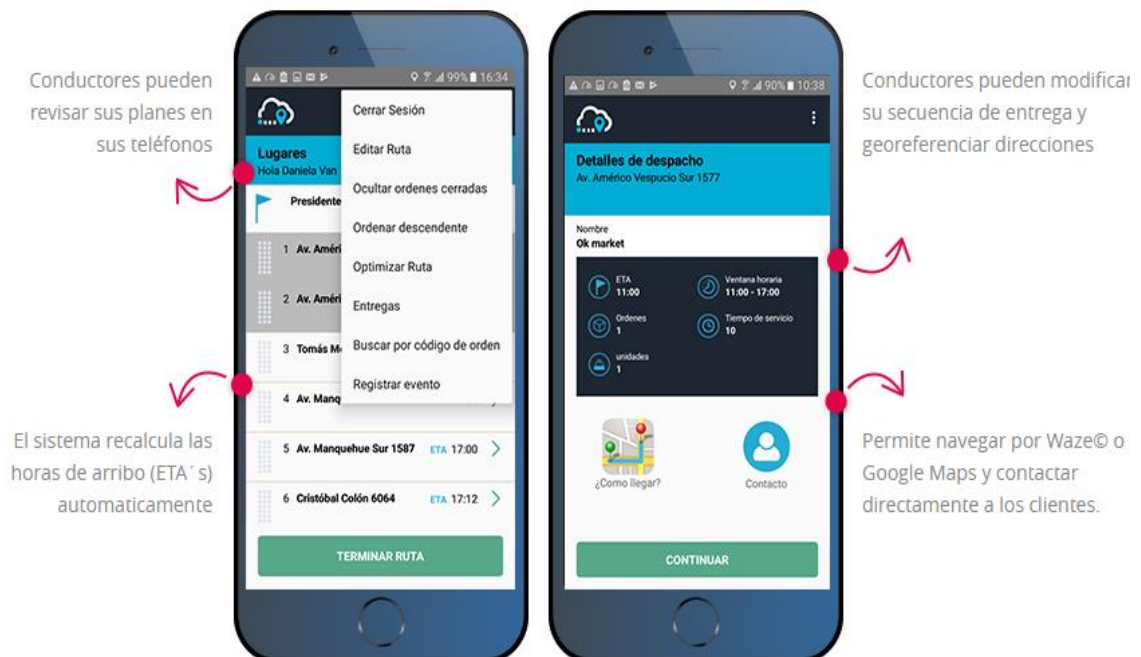 Conductores pueden
revisar sus planes en
sus teléfonos
El sistema recalcula las
horas de arribo (ETA´s)
automaticamente
99% 16:34
Lugares
Hola Daniela Van
Presidente
1 Av. Améri
2 Av. Améri
3 Tomás M
4 Av. Manq
5 Av. Manquehue Sur 1587 ETA 17:00
6 Cristóbal Colón 6064 ETA 17:12
TERMINAR RUTA
Cerrar Sesión
Editar Ruta
Ocultar ordenes cerradas
Ordenar descendente
Optimizar Ruta
Entregas
Buscar por código de orden
Registrar evento
90% 10:38
Detalles de despacho
Av. Américo Vespucio Sur 1577
Nombre
Ok market
ETA
11:00
Ventana horaria
11:00 - 17:00
Ordenes
1
Tiempo de servicio
10
unidades
1
¿Como llegar?
Contacto
CONTINUAR
Conductores pueden modificar
su secuencia de entrega y
georeferenciar direcciones
Permite navegar por Waze© o
Google Maps y contactar
directamente a los clientes.